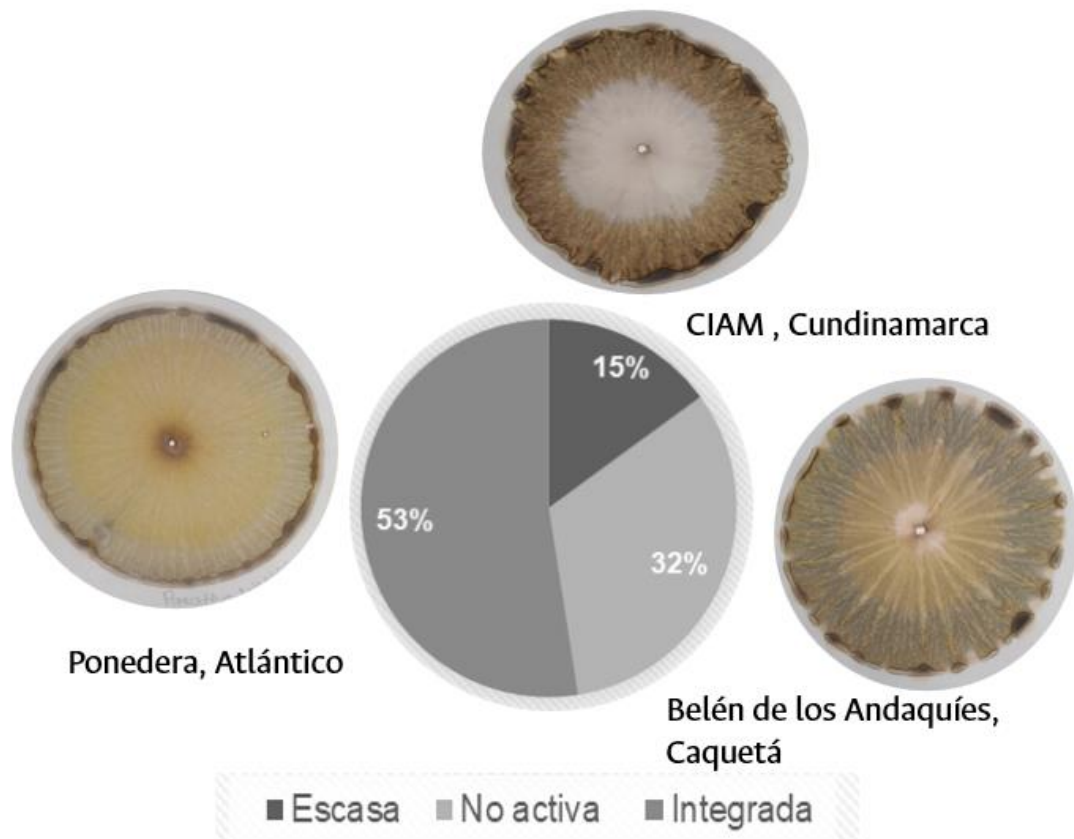 CIAM , Cundinamarca
15%
53%
32%
Ponedera, Atlántico
Belén de los Andaquíes,
Caquetá
Escasa No activa Integrada